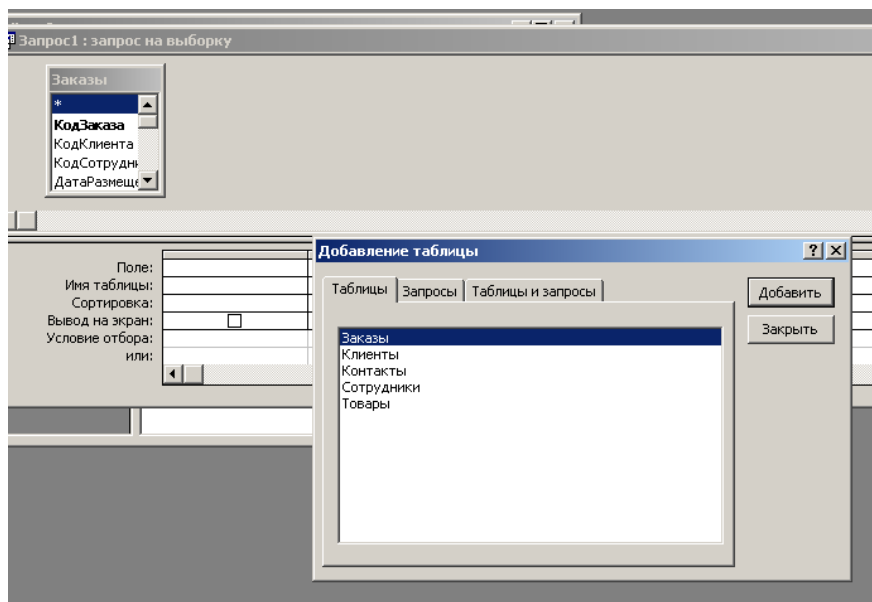 Запрос1 : запрос на выборку
Заказы
*
КодЗаказа
КодКлиента
КодСотрудн
ДатаРазмеще
Поле:
Имя таблицы:
Сортировка:
Вывод на экран:
Условие отбора:
или:
Добавление таблицы
Таблицы
Запросы
Таблицы и запросы
Добавить
Закрыть
Заказы
Клиенты
Контакты
Сотрудники
Товары